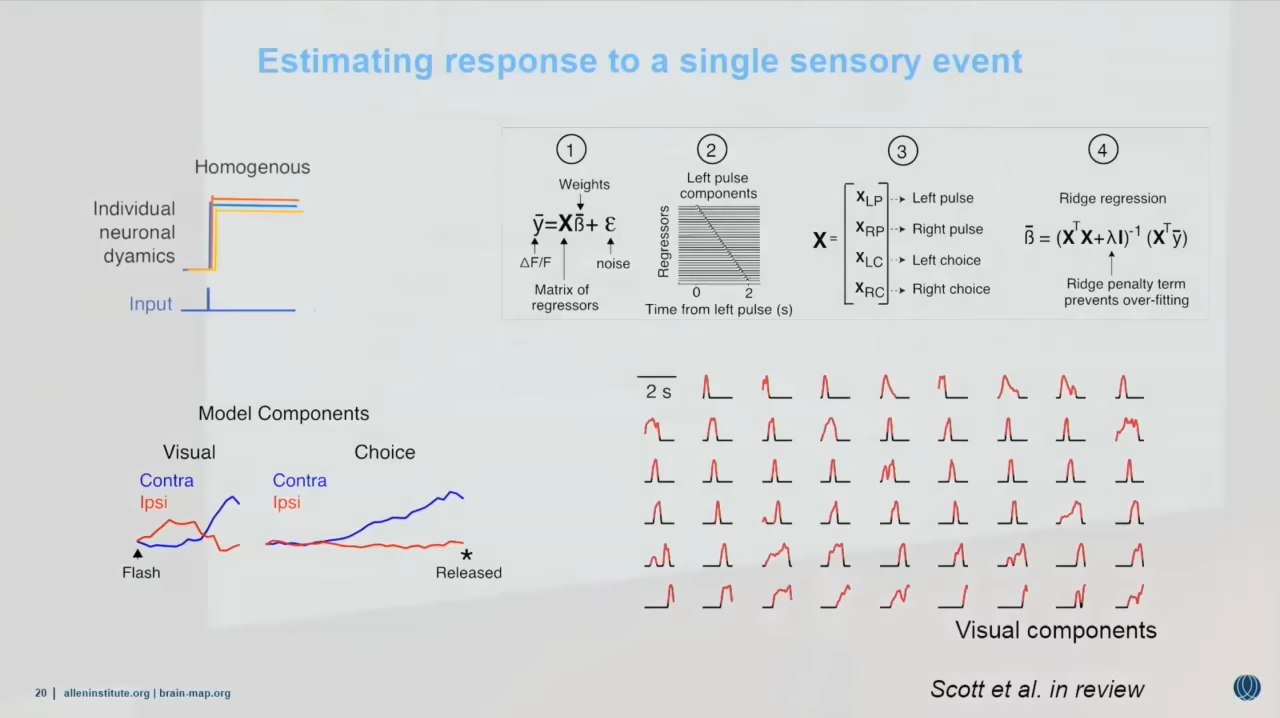 Estimating response to a single sensory event
Homogenous
Individual
neuronal
dyamics
Input
1
Weights
ȳ=Xβ̄+ ε
ΔF/F
noise
Matrix of
regressors
2
Left pulse
components
Regressors
0 2
Time from left pulse (s)
3
X =
X_LP Left pulse
X_RP Right pulse
X_LC Left choice
X_RC Right choice
4
Ridge regression
β̄ = (XᵀX+λI)⁻¹ (Xᵀȳ)
Ridge penalty term
prevents over-fitting
Model Components
Visual
Contra
Ipsi
Flash
Choice
Contra
Ipsi
*
Released
2 s
Visual components
Scott et al. in review
20 | alleninstitute.org | brain-map.org